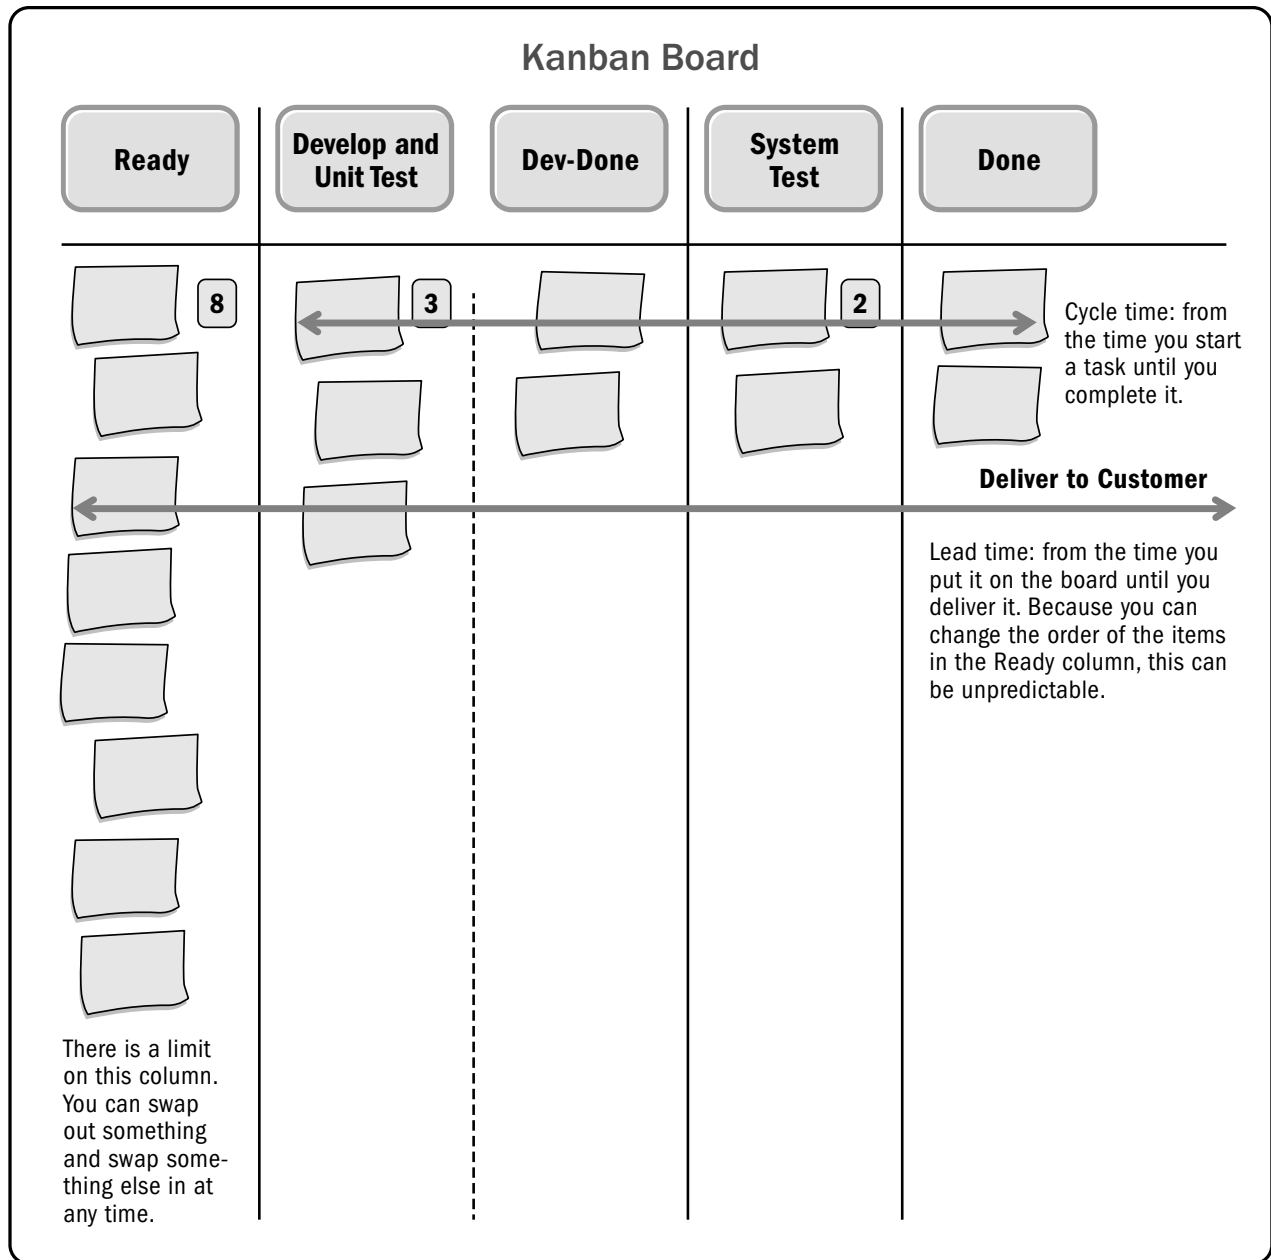 Kanban Board
Ready
Develop and
Unit Test
Dev-Done
System
Test
Done
8
3
2
Cycle time: from
the time you start
a task until you
complete it.
Deliver to Customer
Lead time: from the time you
put it on the board until you
deliver it. Because you can
change the order of the items
in the Ready column, this can
be unpredictable.
There is a limit
on this column.
You can swap
out something
and swap some-
thing else in at
any time.